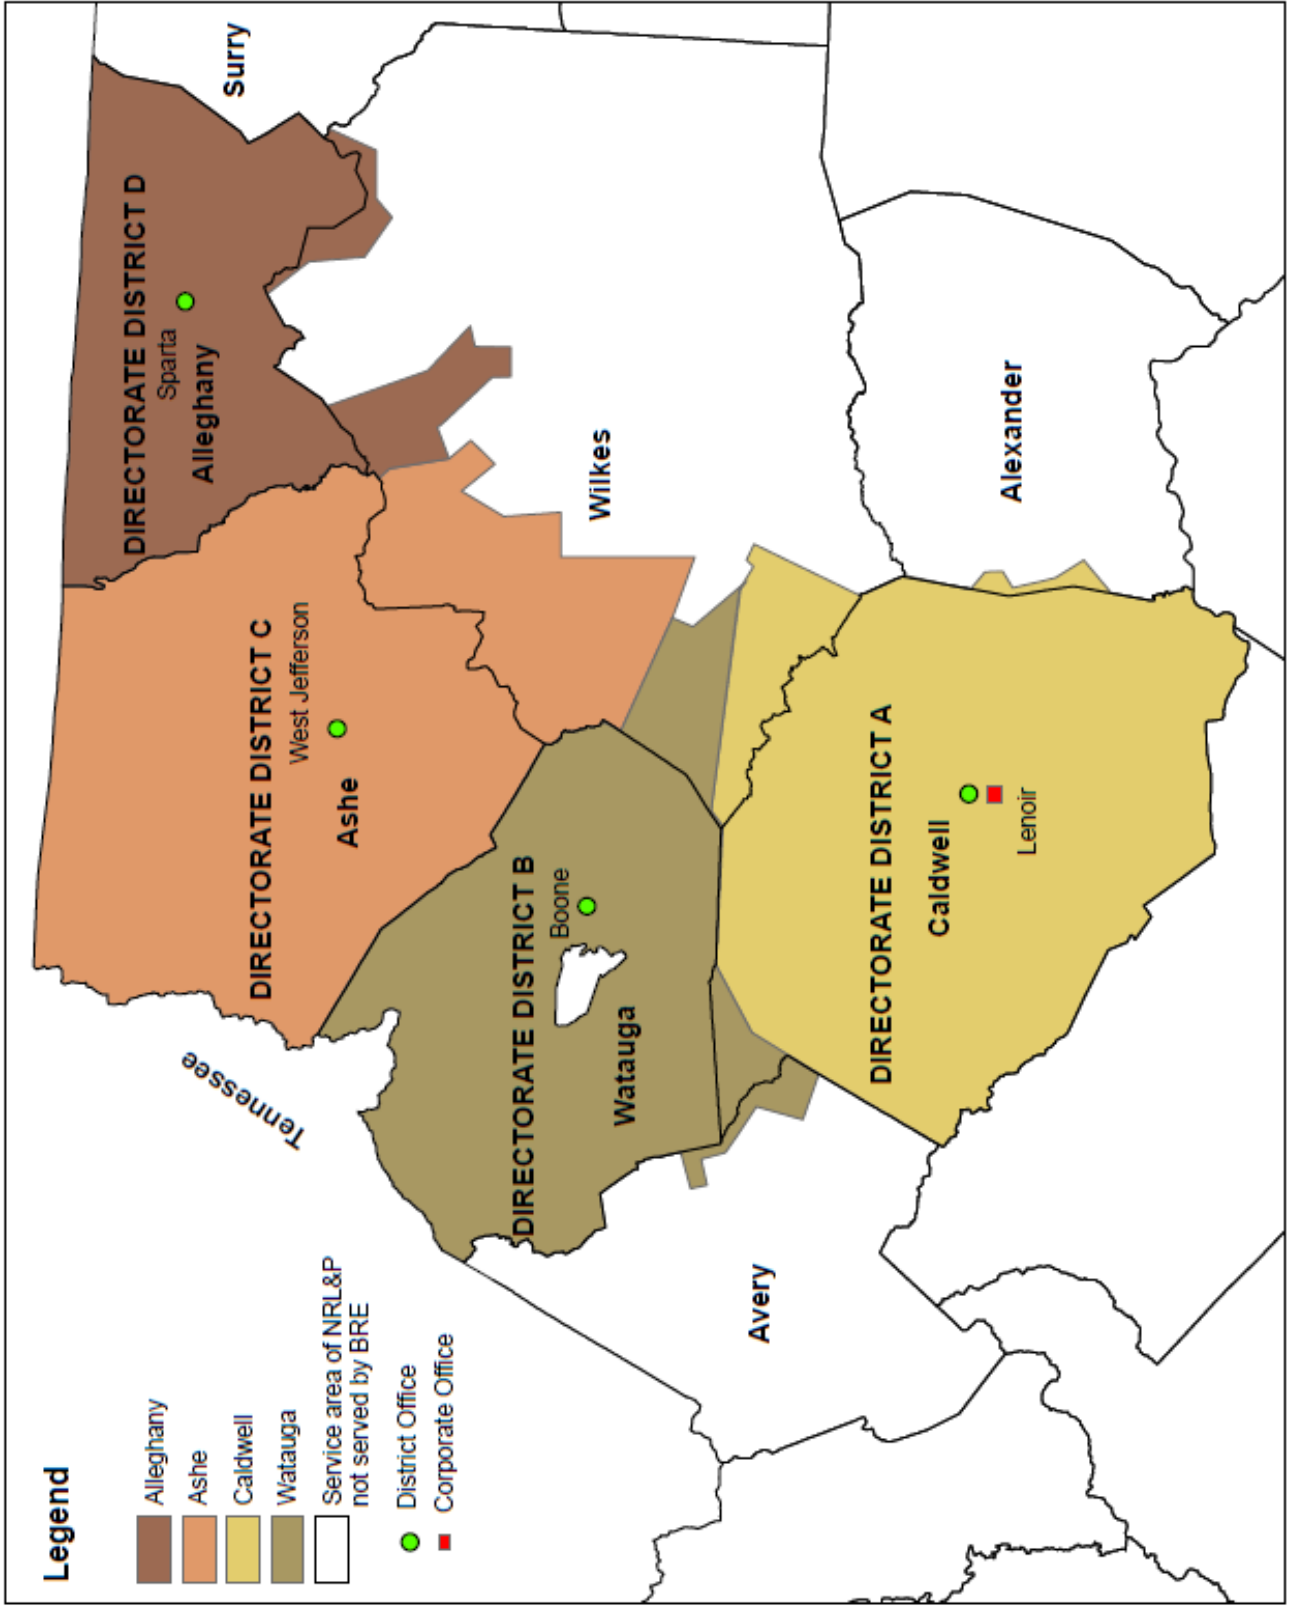 Legend
Alleghany
Ashe
Caldwell
Watauga
Service area of NRL&P
not served by BRE
District Office
Corporate Office
Tennessee
DIRECTORATE DISTRICT D
Sparta
Alleghany
Surry
DIRECTORATE DISTRICT C
West Jefferson
Ashe
DIRECTORATE DISTRICT B
Boone
Watauga
Wilkes
Avery
DIRECTORATE DISTRICT A
Caldwell
Lenoir
Alexander